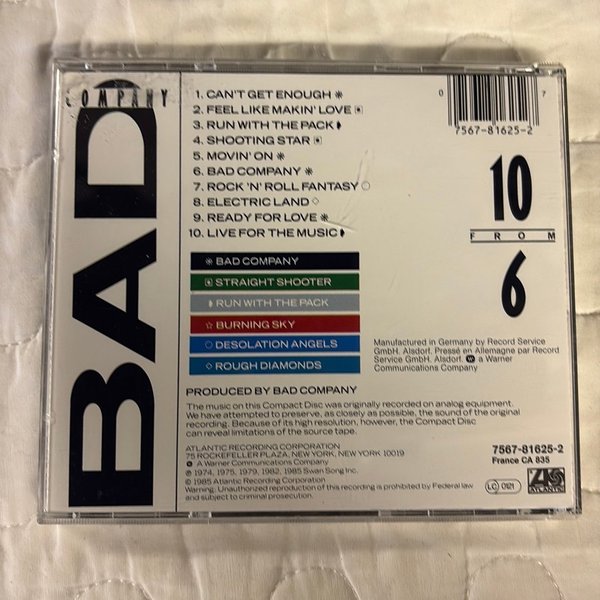 BAD
COMPANY
1. CAN'T GET ENOUGH ✳
2. FEEL LIKE MAKIN' LOVE ▣
3. RUN WITH THE PACK ◗
4. SHOOTING STAR ▣
5. MOVIN' ON ✳
6. BAD COMPANY ✳
7. ROCK 'N' ROLL FANTASY ○
8. ELECTRIC LAND ◇
9. READY FOR LOVE ✳
10. LIVE FOR THE MUSIC ◗
✳ BAD COMPANY
▣ STRAIGHT SHOOTER
◗ RUN WITH THE PACK
☆ BURNING SKY
○ DESOLATION ANGELS
◇ ROUGH DIAMONDS
0 7
7567-81625-2
10
FROM
6
Manufactured in Germany by Record Service
GmbH. Alsdorf. Pressé en Allemagne par Record
Service GmbH. Alsdorf. a Warner
Communications Company
PRODUCED BY BAD COMPANY
The music on this Compact Disc was originally recorded on analog equipment.
We have attempted to preserve, as closely as possible, the sound of the original
recording. Because of its high resolution, however, the Compact Disc
can reveal limitations of the source tape.
ATLANTIC RECORDING CORPORATION
75 ROCKEFELLER PLAZA, NEW YORK, NEW YORK 10019
A Warner Communications Company
℗ 1974, 1975, 1979, 1982, 1985 Swan Song Inc.
© 1985 Atlantic Recording Corporation
Warning: Unauthorized reproduction of this recording is prohibited by Federal law
and subject to criminal prosecution.
7567-81625-2
France CA 835
LC 0121
ATLANTIC